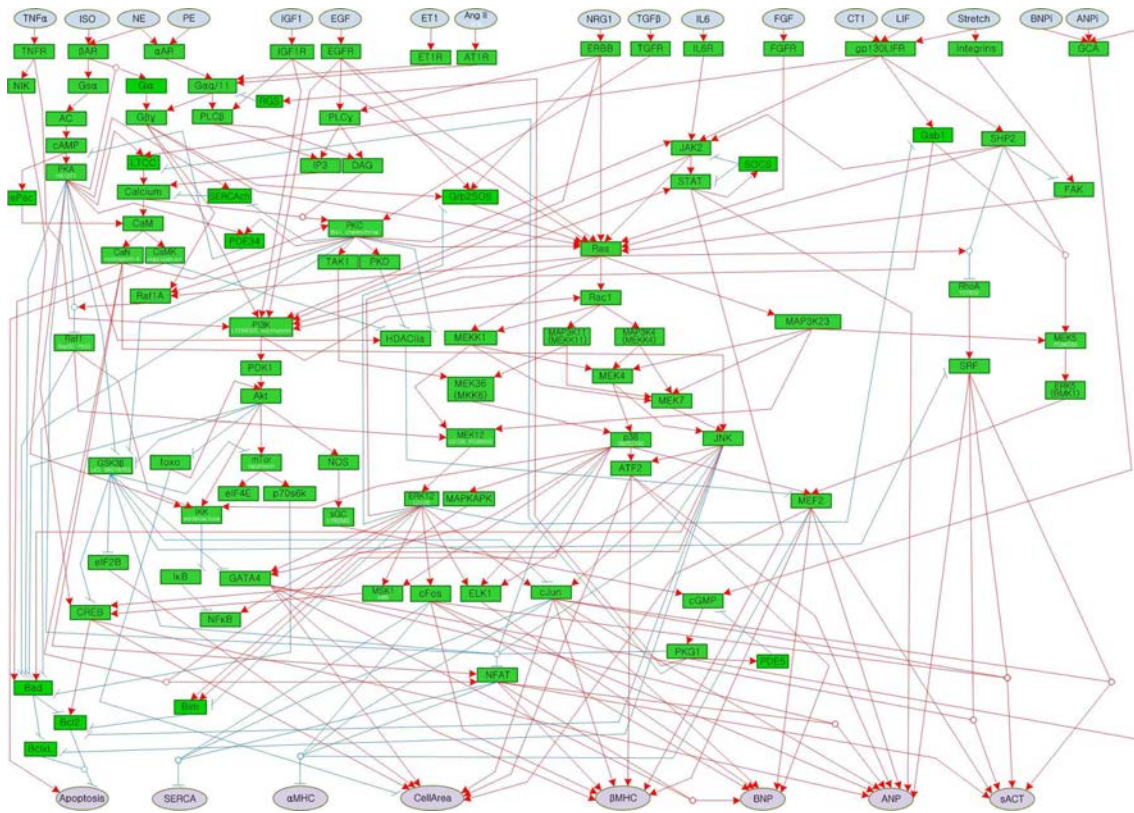 TNFα ISO NE PE IGF1 EGF ET1 Ang II NRG1 TGFβ IL6 FGF CT1 LIF Stretch BNPi ANPi
TNFR βAR αAR IGF1R EGFR ET1R AT1R ERBB TGFR IL6R FGFR gp130LIFR Integrins GCA
NIK Gsα Gα Gαq/11 RGS
AC Gβγ PLCβ PLCγ Gab1 SHP2
cAMP JAK2
PKA LTCC IP3 DAG SOCS
ePac Calcium SERCAch Grb2SOS STAT FAK
CaM PKC
CaN CaMK PDE34 Ras
TAK1 PKD
Raf1A Rac1 RhoA
Raf1 PI3K HDACIIa MEKK1 MAP3K11 (MEKK11) MAP3K4 (MEKK4) MAP3K23 MEK5
PDK1 MEK4 SRF
Akt MEK36 (MKK6) MEK7 ERK5 (BMK1)
MEK12 p38 JNK
GSK3β foxo mTor NOS ATF2
eIF4E p70s6k ERK12 MAPKAPK MEF2
IKK sGC
eIF2B
IκB GATA4 MSK1 cFos ELK1 cJun cGMP
CREB NFκB
PKG1 PDE5
Bad NFAT
Bcl2 Bim
BclxL
Apoptosis SERCA αMHC CellArea βMHC BNP ANP sACT